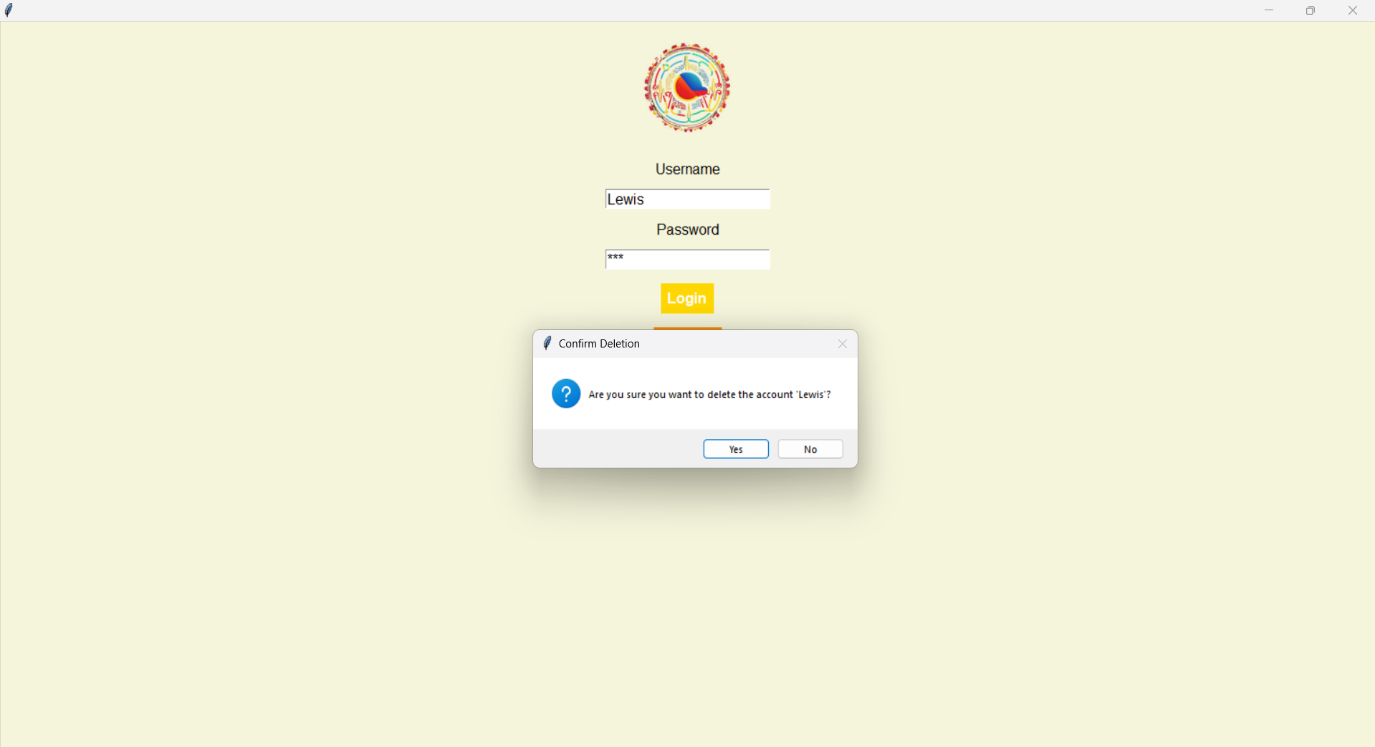 Username
Lewis
Password
***
Login
Confirm Deletion
Are you sure you want to delete the account 'Lewis'?
Yes
No